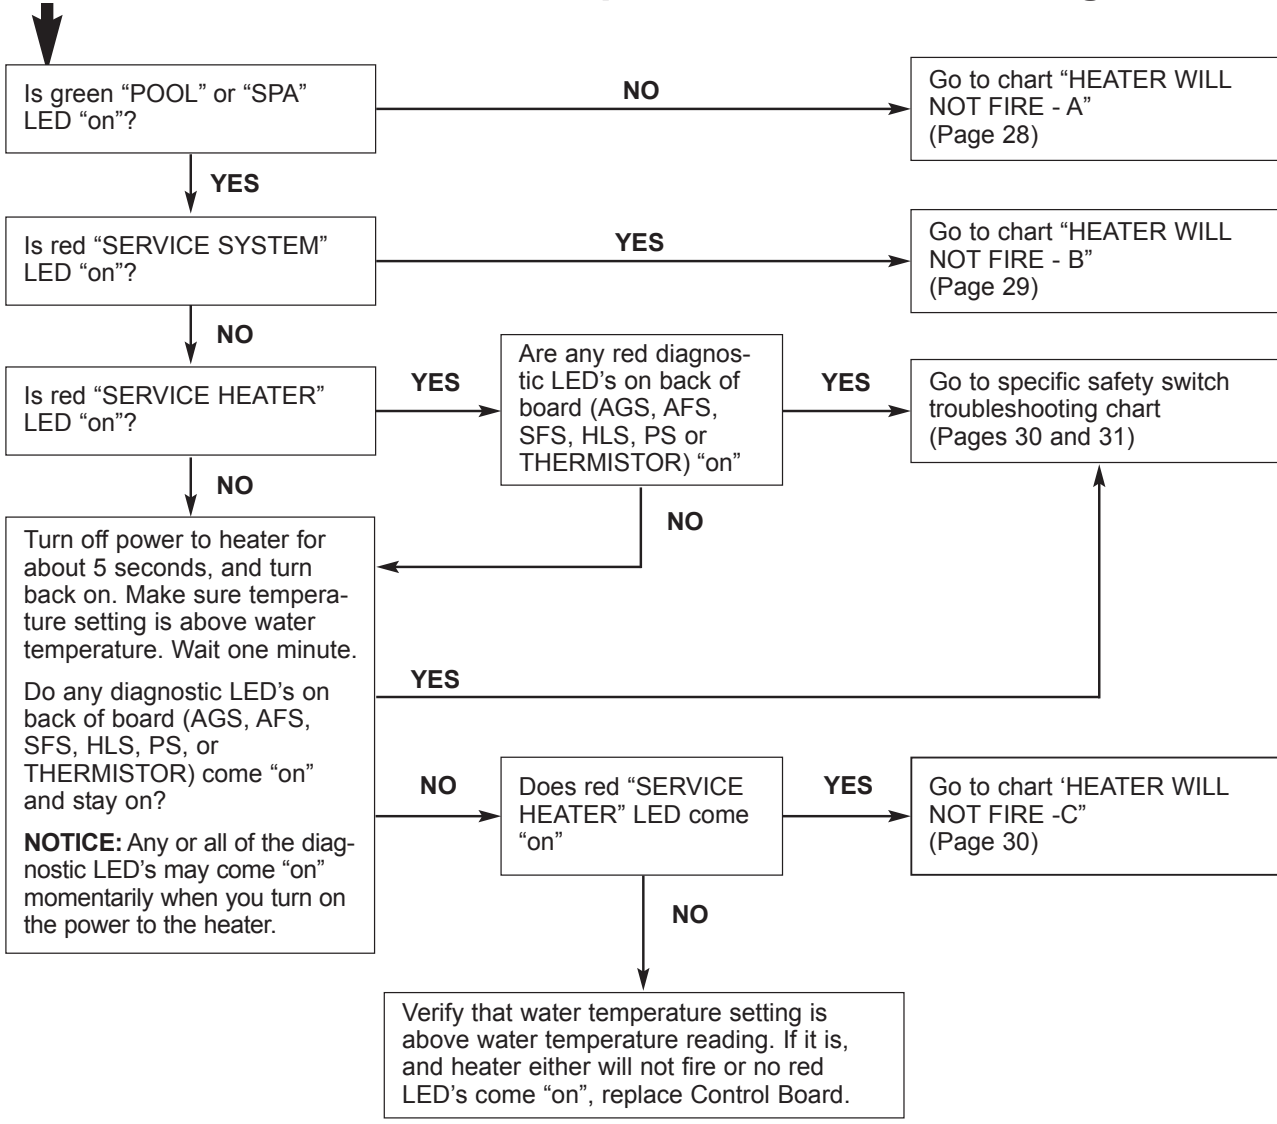 Is green “POOL” or “SPA”
LED “on”?
NO
Go to chart “HEATER WILL
NOT FIRE - A”
(Page 28)
YES
Is red “SERVICE SYSTEM”
LED “on”?
YES
Go to chart “HEATER WILL
NOT FIRE - B”
(Page 29)
NO
Is red “SERVICE HEATER”
LED “on”?
YES
Are any red diagnos-
tic LED’s on back of
board (AGS, AFS,
SFS, HLS, PS or
THERMISTOR) “on”
YES
Go to specific safety switch
troubleshooting chart
(Pages 30 and 31)
NO
NO
Turn off power to heater for
about 5 seconds, and turn
back on. Make sure tempera-
ture setting is above water
temperature. Wait one minute.
Do any diagnostic LED’s on
back of board (AGS, AFS,
SFS, HLS, PS, or
THERMISTOR) come “on”
and stay on?
NOTICE: Any or all of the diag-
nostic LED’s may come “on”
momentarily when you turn on
the power to the heater.
YES
NO
Does red “SERVICE
HEATER” LED come
“on”
YES
Go to chart ‘HEATER WILL
NOT FIRE -C”
(Page 30)
NO
Verify that water temperature setting is
above water temperature reading. If it is,
and heater either will not fire or no red
LED’s come “on”, replace Control Board.